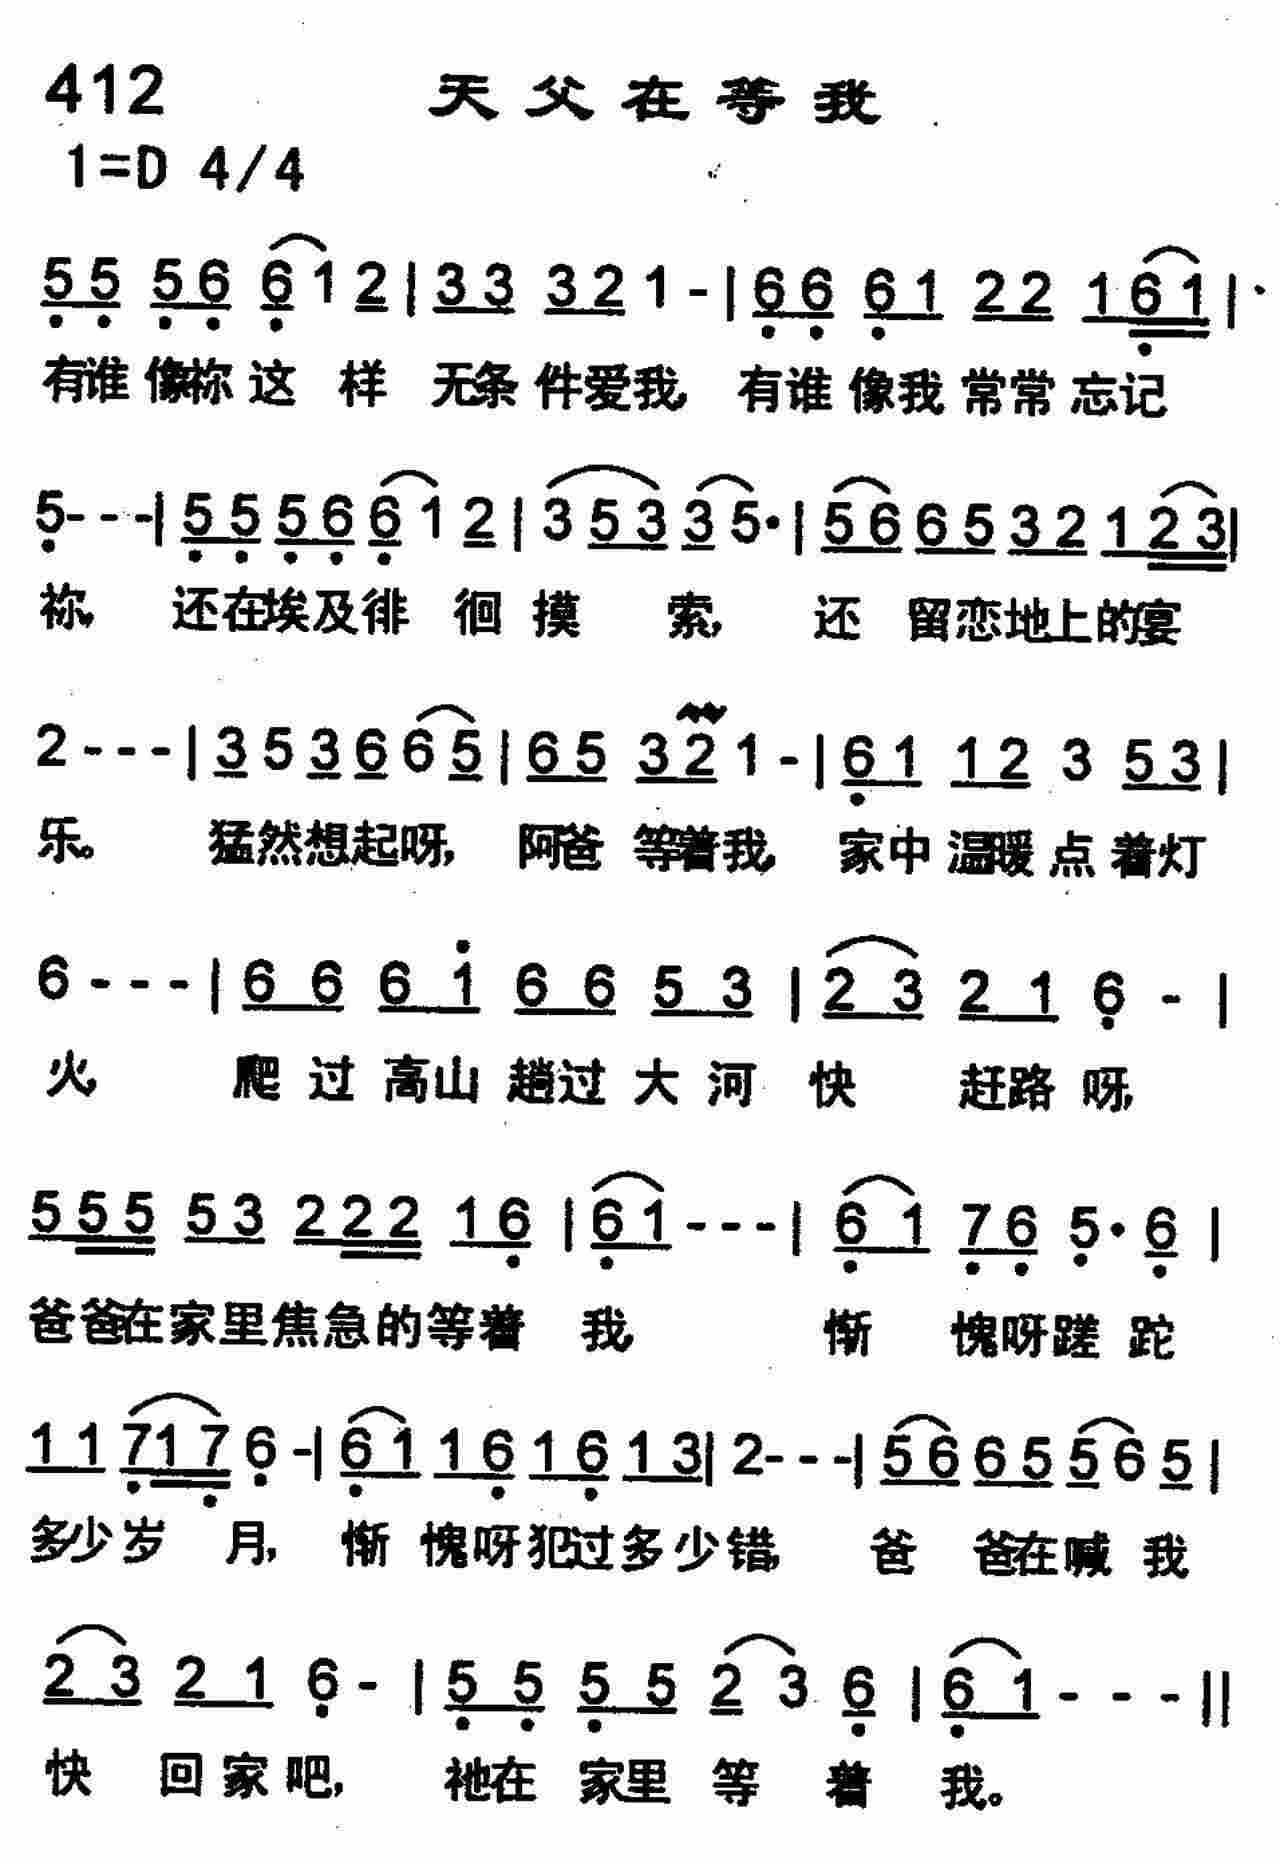 412 天父在等我
1=D 4/4
55 56 612 | 33 321 - | 66 61 22 161 |
有谁像祢这样 无条件爱我, 有谁像我常常忘记
5 - - - | 5556612 | 353 35· | 56 65 32 123 |
祢, 还在埃及徘徊摸索, 还留恋地上的宴
2 - - - | 353665 | 65 321 - | 61 12 3 53 |
乐。 猛然想起呀, 阿爸等着我, 家中温暖点着灯
6 - - - | 66 61 66 53 | 23 21 6 - |
火, 爬过高山趟过大河快赶路呀,
555 53 222 16 | 61 - - - | 61 76 5· 6 |
爸爸在家里焦急的等着我, 惭愧呀蹉跎
11 717 6 - | 61 16 16 13 | 2 - - - | 56 65 565 |
多少岁月, 惭愧呀犯过多少错, 爸爸在喊我
23 21 6 - | 55 55 23 6 | 61 - - - ||
快回家吧, 祂在家里等着我。